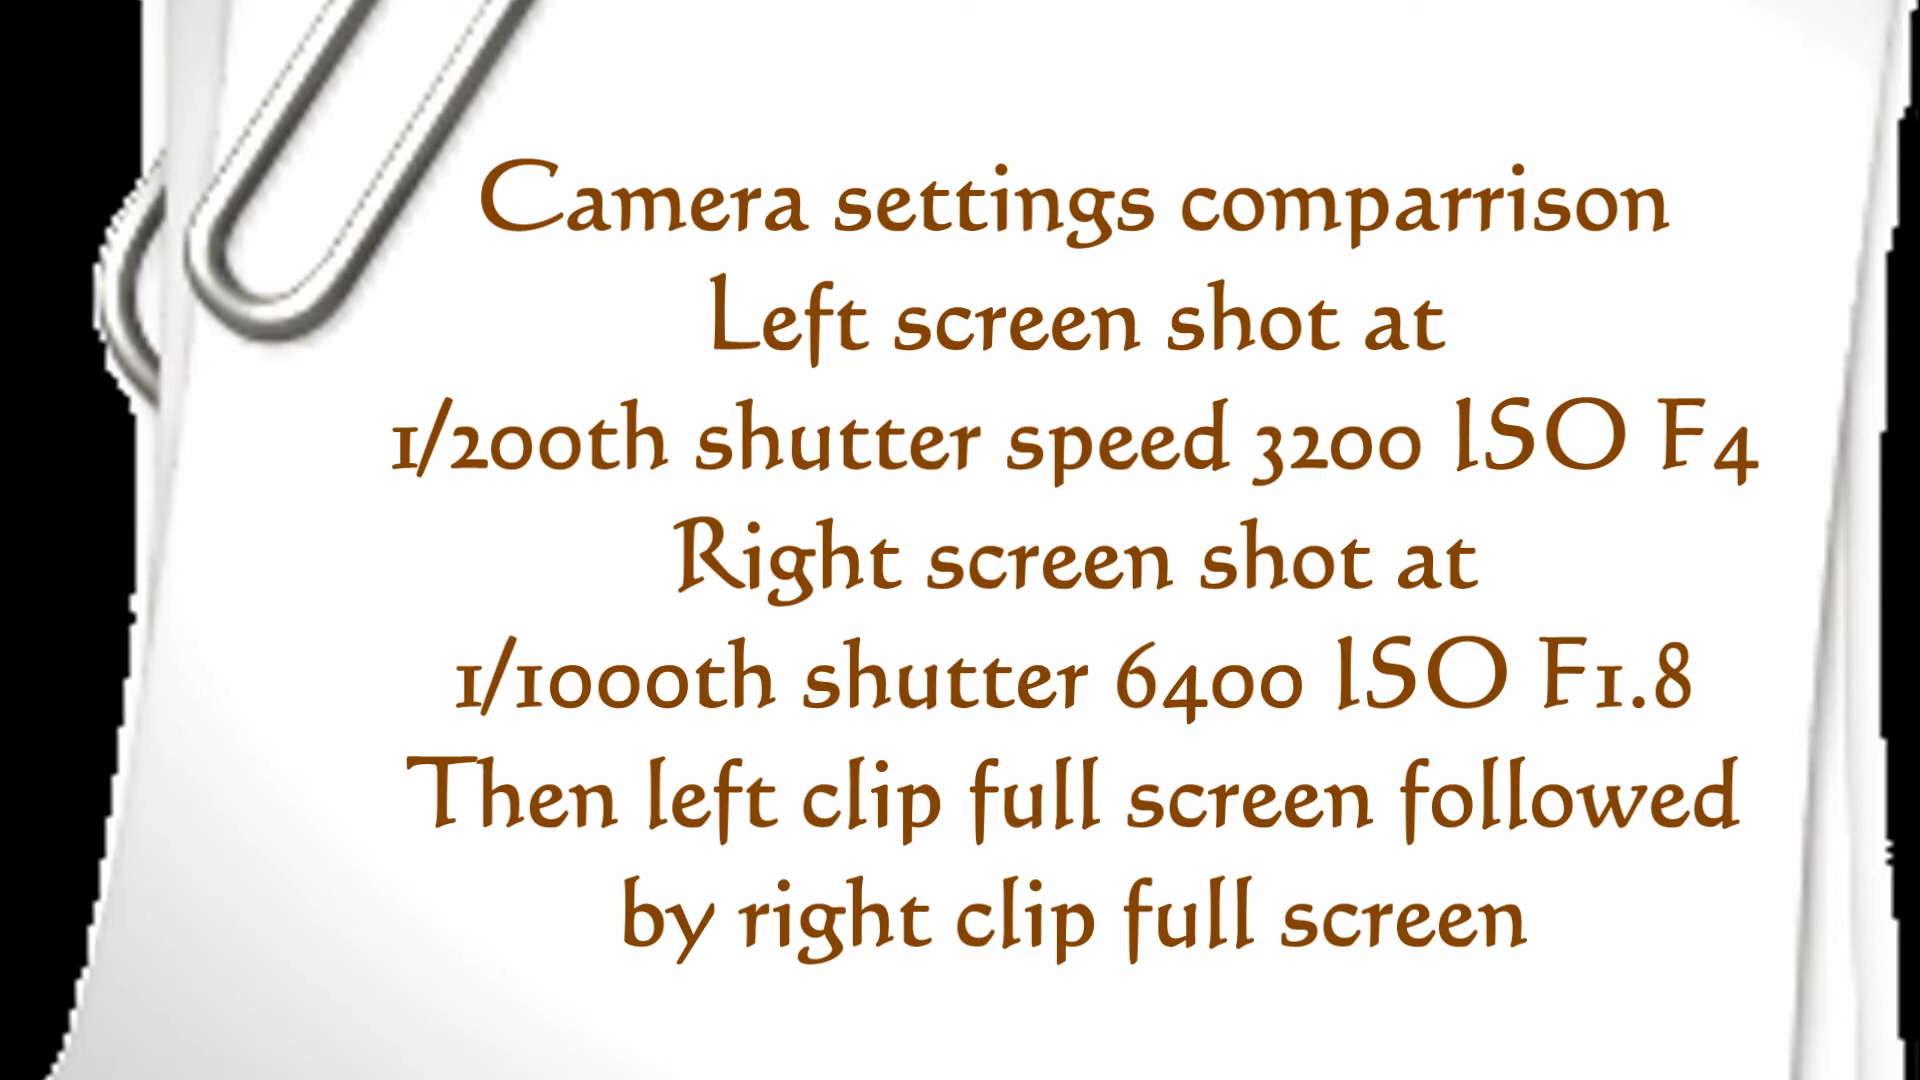 Camera settings comparrison
Left screen shot at
1/200th shutter speed 3200 ISO F4
Right screen shot at
1/1000th shutter 6400 ISO F1.8
Then left clip full screen followed
by right clip full screen